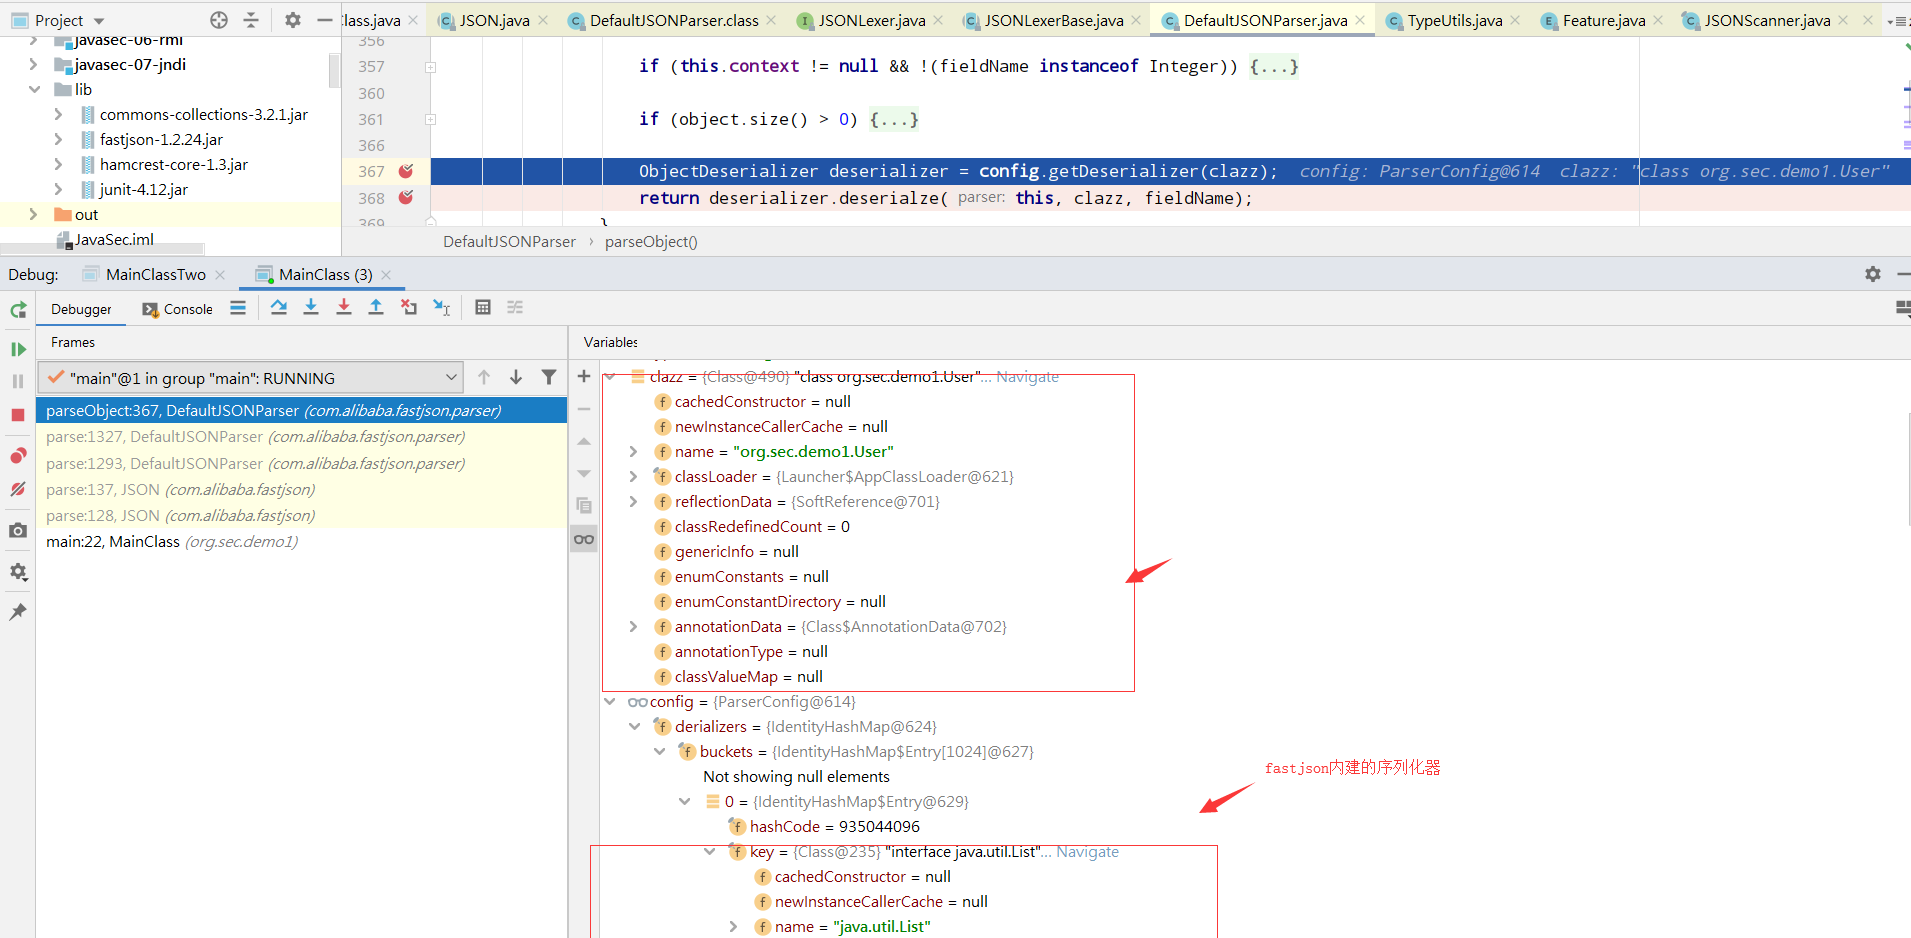 Project
Class.java
JSON.java
DefaultJSONParser.class
JSONLexer.java
JSONLexerBase.java
DefaultJSONParser.java
TypeUtils.java
Feature.java
JSONScanner.java
javasec-06-rmi
javasec-07-jndi
lib
commons-collections-3.2.1.jar
fastjson-1.2.24.jar
hamcrest-core-1.3.jar
junit-4.12.jar
out
JavaSec.iml
356
357 if (this.context != null && !(fieldName instanceof Integer)) {...}
360
361 if (object.size() > 0) {...}
366
367 ObjectDeserializer deserializer = config.getDeserializer(clazz); config: ParserConfig@614 clazz: "class org.sec.demo1.User"
368 return deserializer.deserialze( parser: this, clazz, fieldName);
369 }
DefaultJSONParser › parseObject()
Debug: MainClassTwo MainClass (3)
Debugger Console
Frames
"main"@1 in group "main": RUNNING
parseObject:367, DefaultJSONParser (com.alibaba.fastjson.parser)
parse:1327, DefaultJSONParser (com.alibaba.fastjson.parser)
parse:1293, DefaultJSONParser (com.alibaba.fastjson.parser)
parse:137, JSON (com.alibaba.fastjson)
parse:128, JSON (com.alibaba.fastjson)
main:22, MainClass (org.sec.demo1)
Variables
clazz = {Class@490} "class org.sec.demo1.User"... Navigate
cachedConstructor = null
newInstanceCallerCache = null
name = "org.sec.demo1.User"
classLoader = {Launcher$AppClassLoader@621}
reflectionData = {SoftReference@701}
classRedefinedCount = 0
genericInfo = null
enumConstants = null
enumConstantDirectory = null
annotationData = {Class$AnnotationData@702}
annotationType = null
classValueMap = null
config = {ParserConfig@614}
derializers = {IdentityHashMap@624}
buckets = {IdentityHashMap$Entry[1024]@627}
Not showing null elements
fastjson内建的序列化器
0 = {IdentityHashMap$Entry@629}
hashCode = 935044096
key = {Class@235} "interface java.util.List"... Navigate
cachedConstructor = null
newInstanceCallerCache = null
name = "java.util.List"